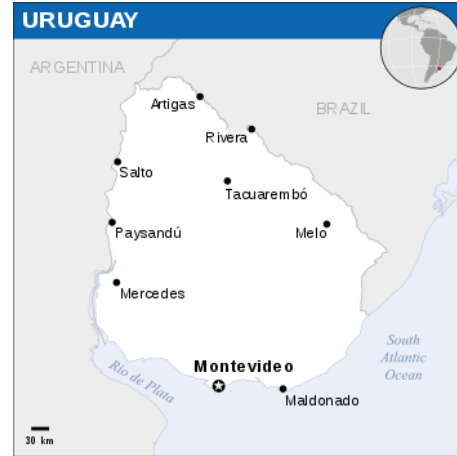 URUGUAY
ARGENTINA
BRAZIL
Artigas
Rivera
Salto
Tacuarembó
Paysandú
Melo
Mercedes
Montevideo
Maldonado
Rio de Plata
South
Atlantic
Ocean
30 km